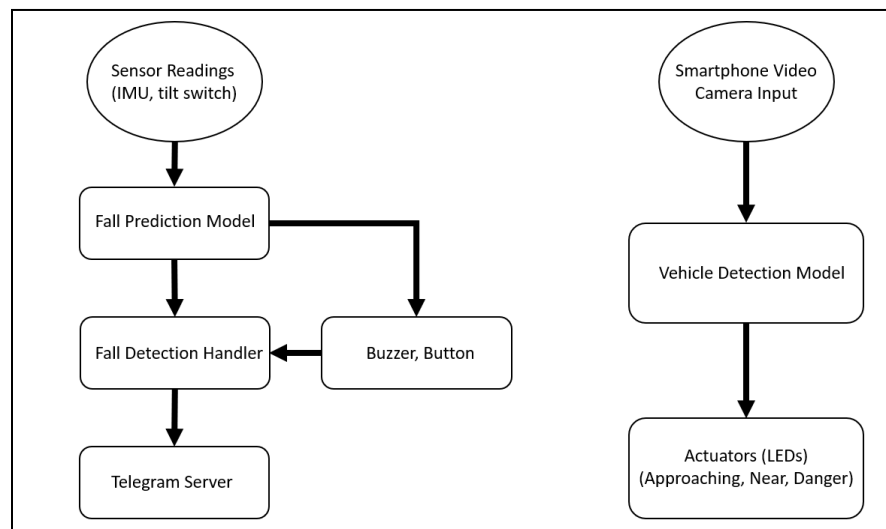 Sensor Readings
(IMU, tilt switch)
Fall Prediction Model
Fall Detection Handler
Buzzer, Button
Telegram Server
Smartphone Video
Camera Input
Vehicle Detection Model
Actuators (LEDs)
(Approaching, Near, Danger)